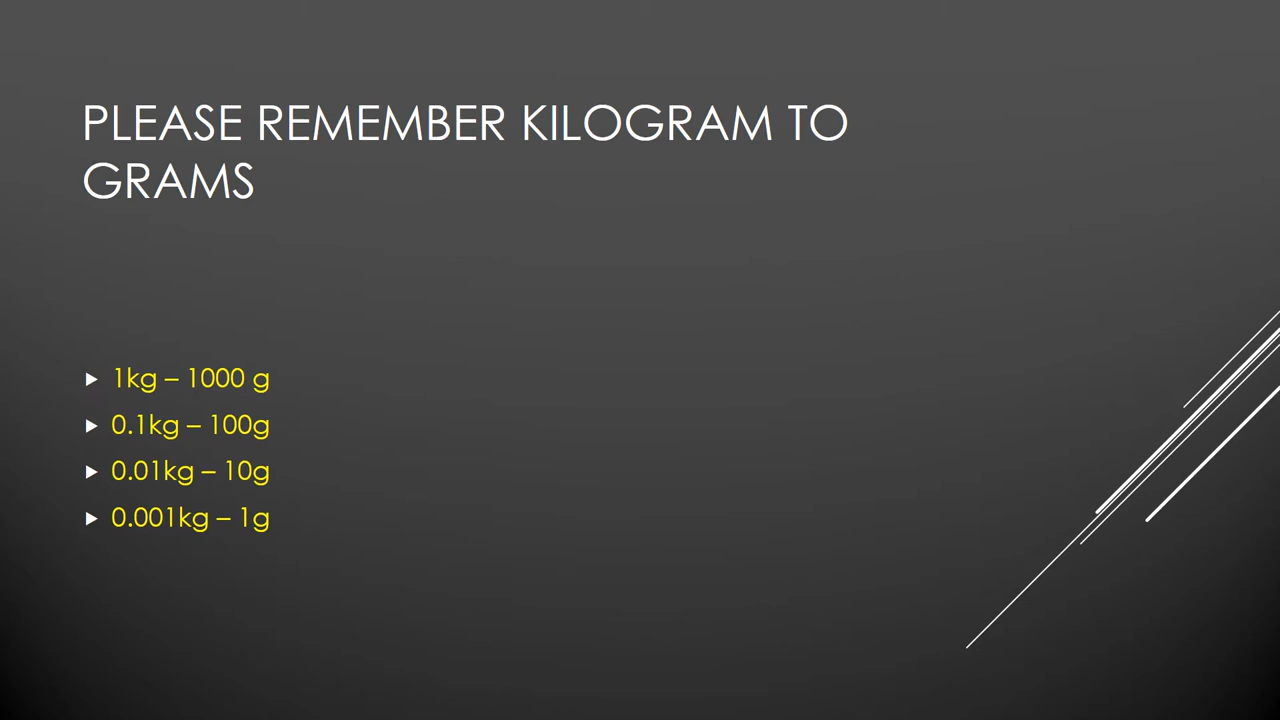 PLEASE REMEMBER KILOGRAM TO
GRAMS
1kg – 1000 g
0.1kg – 100g
0.01kg – 10g
0.001kg – 1g